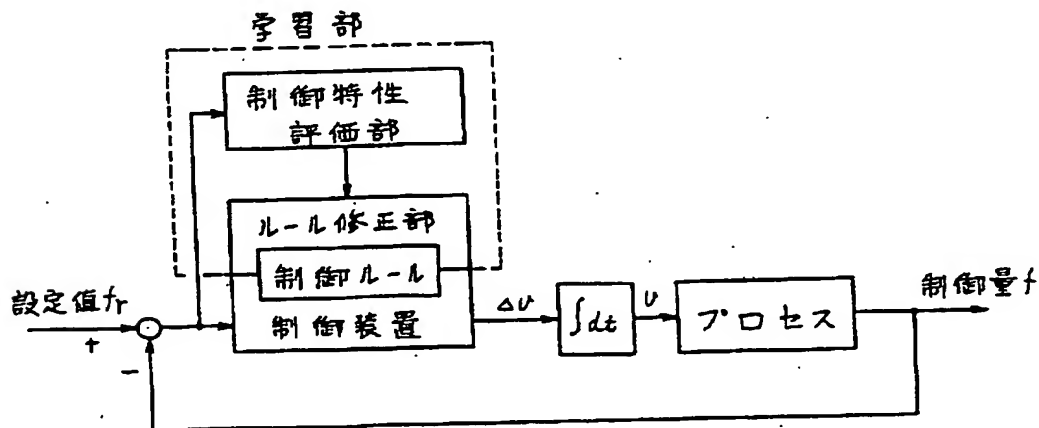 学習部
制御特性
評価部
ルール修正部
制御ルール
制御装置
設定値fr
+
-
ΔU
∫dt
U
プロセス
制御量f